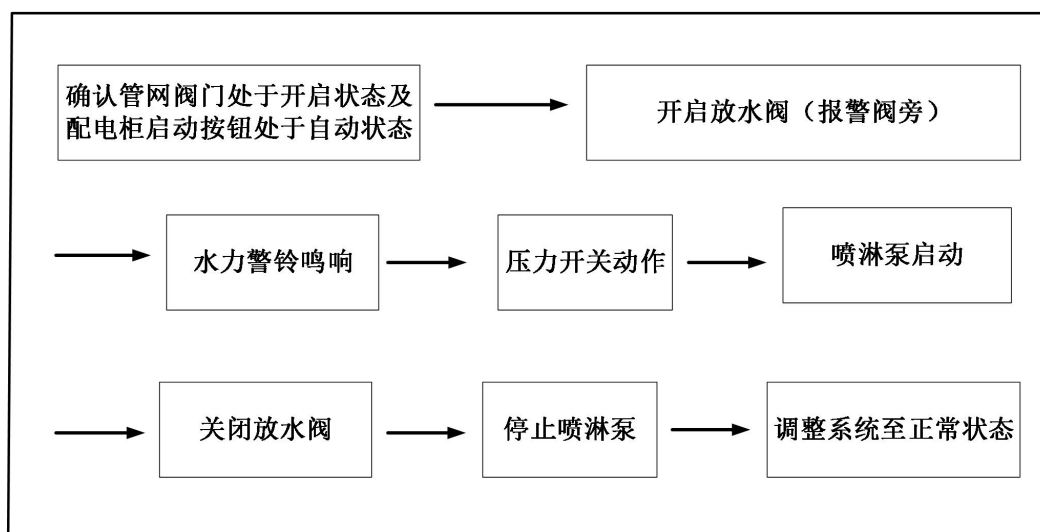 确认管网阀门处于开启状态及
配电柜启动按钮处于自动状态
开启放水阀（报警阀旁）
水力警铃鸣响
压力开关动作
喷淋泵启动
关闭放水阀
停止喷淋泵
调整系统至正常状态